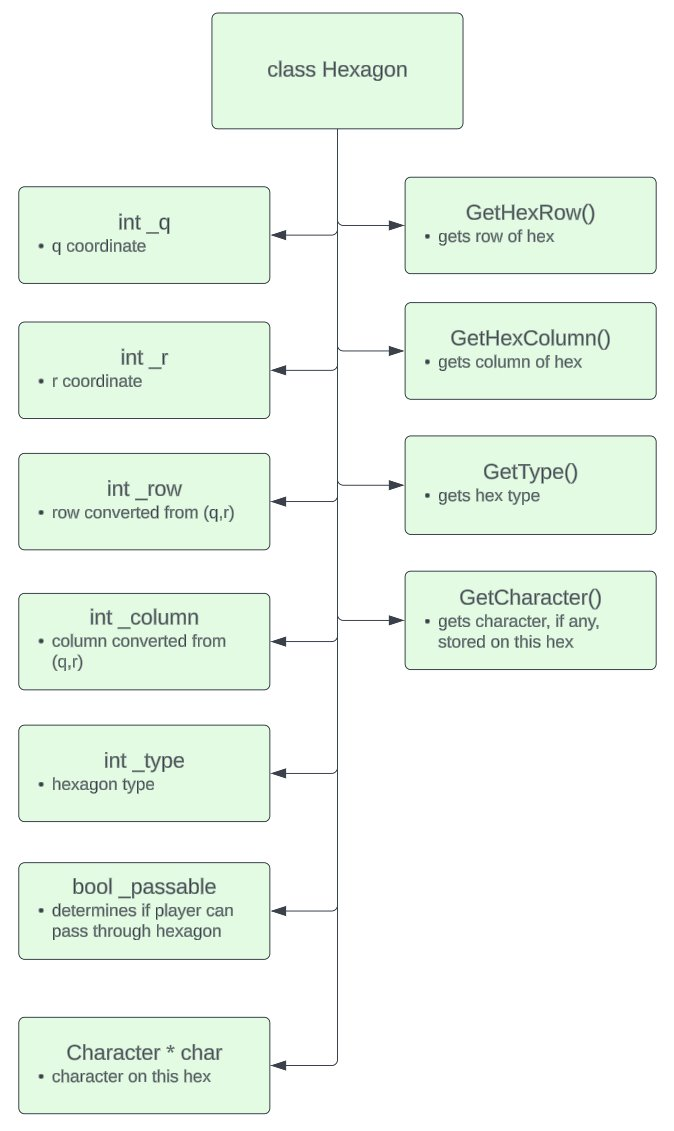 class Hexagon
int _q
• q coordinate
int _r
• r coordinate
int _row
• row converted from (q,r)
int _column
• column converted from
(q,r)
int _type
• hexagon type
bool _passable
• determines if player can
pass through hexagon
Character * char
• character on this hex
GetHexRow()
• gets row of hex
GetHexColumn()
• gets column of hex
GetType()
• gets hex type
GetCharacter()
• gets character, if any,
stored on this hex